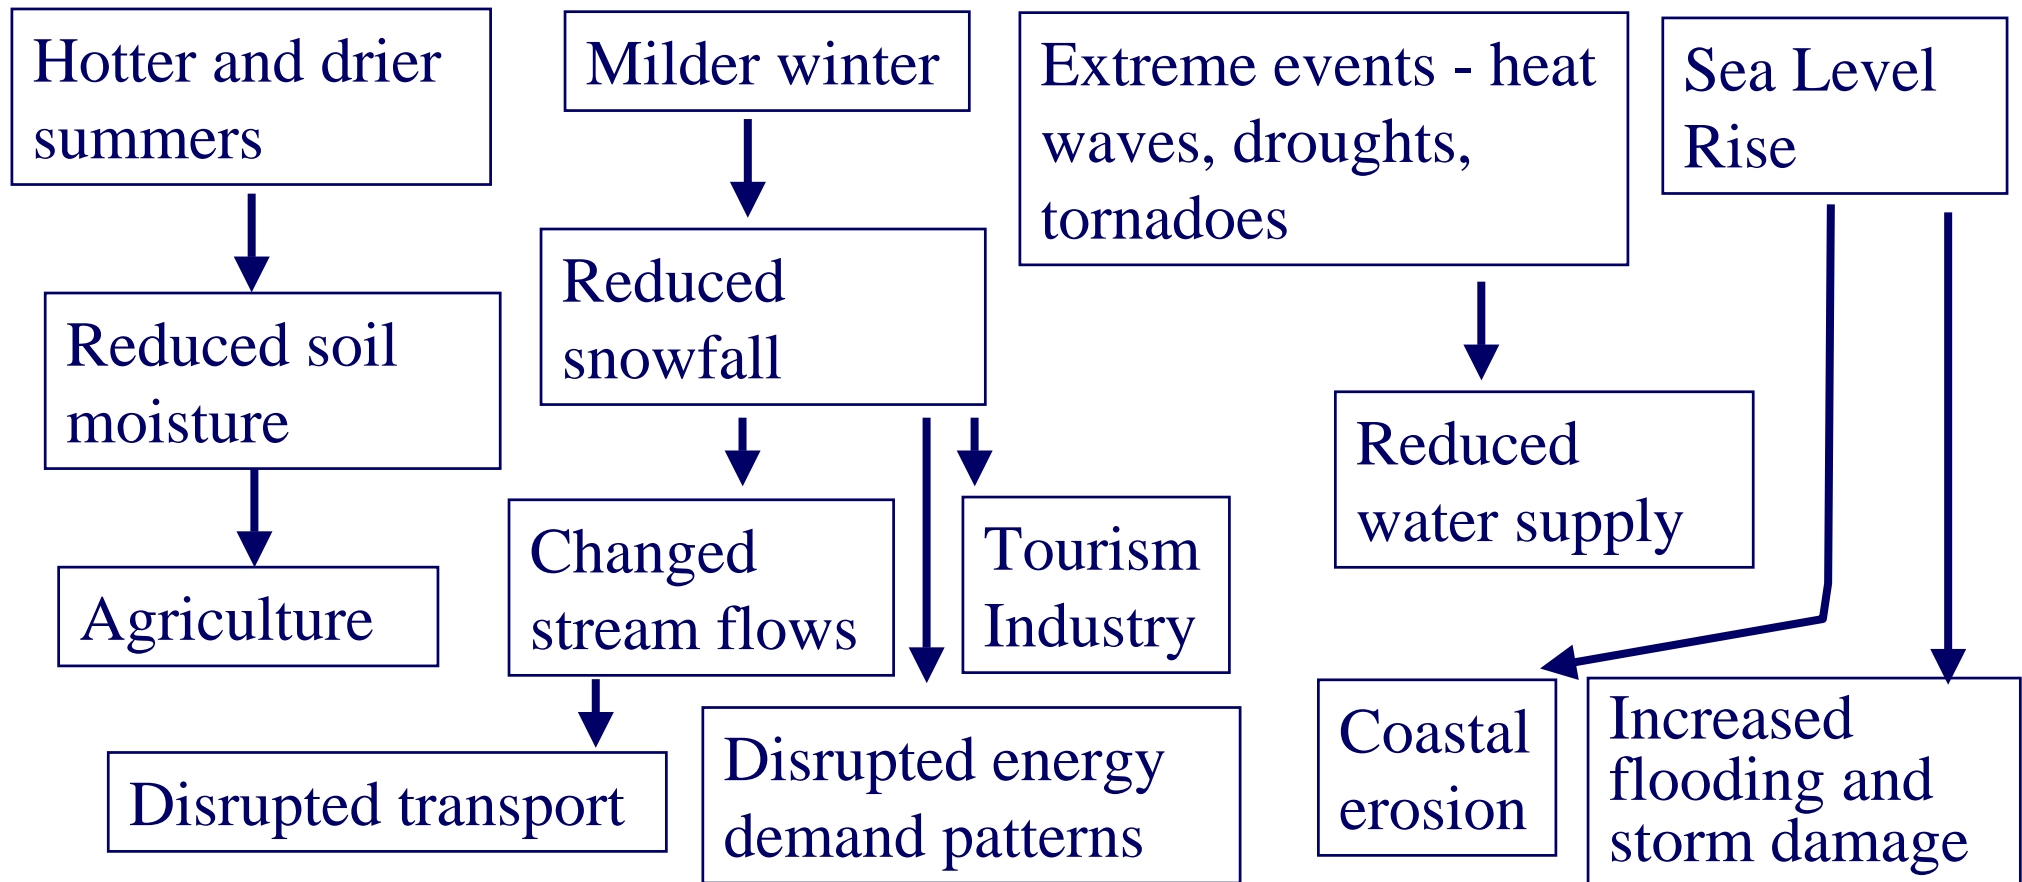 Hotter and drier
summers
Milder winter
Extreme events - heat
waves, droughts,
tornadoes
Sea Level
Rise
Reduced soil
moisture
Reduced
snowfall
Reduced
water supply
Agriculture
Changed
stream flows
Tourism
Industry
Disrupted transport
Disrupted energy
demand patterns
Coastal
erosion
Increased
flooding and
storm damage